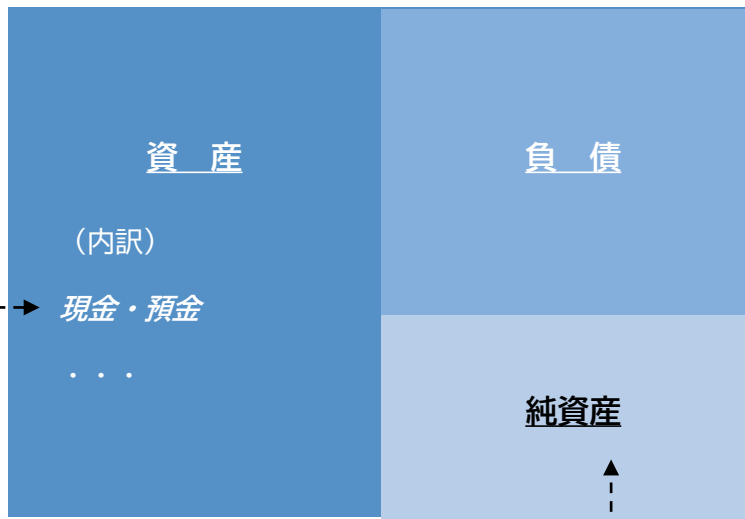 資　産
（内訳）
現金・預金
・・・
負　債
純資産